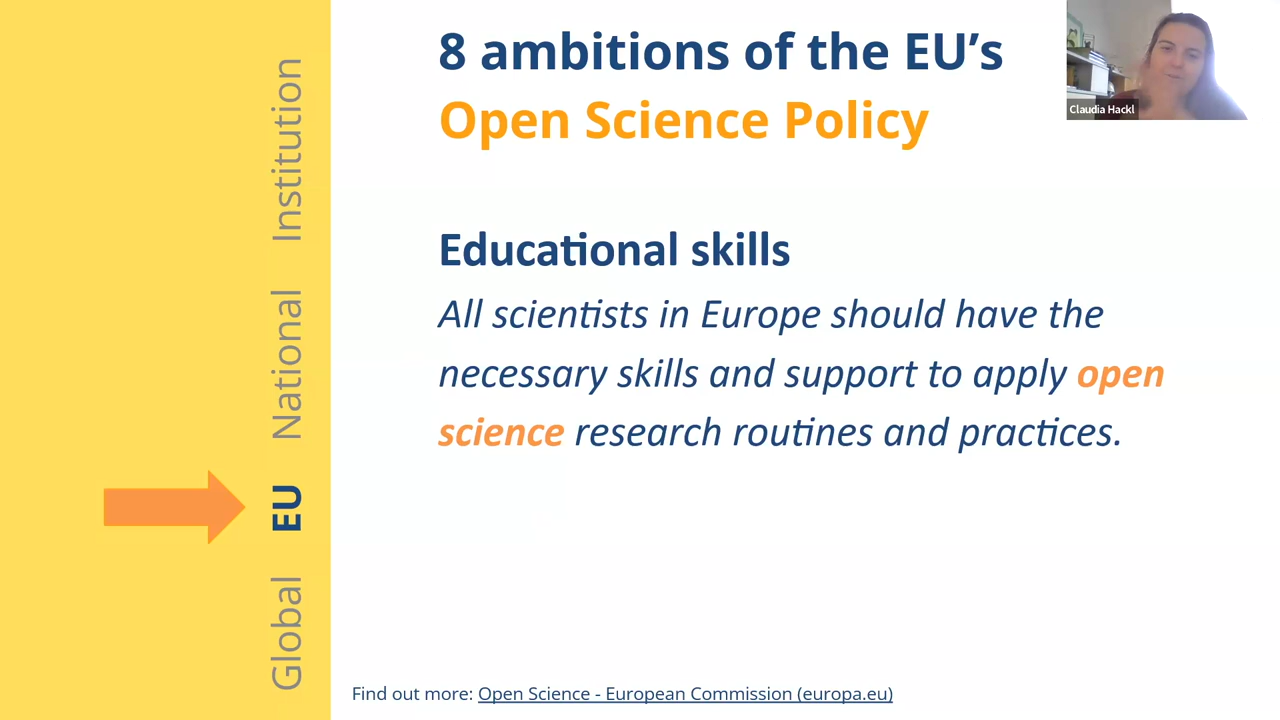 8 ambitions of the EU’s
Open Science Policy
Claudia Hackl
Institution
National
EU
Global
Educational skills
All scientists in Europe should have the
necessary skills and support to apply open
science research routines and practices.
Find out more: Open Science - European Commission (europa.eu)